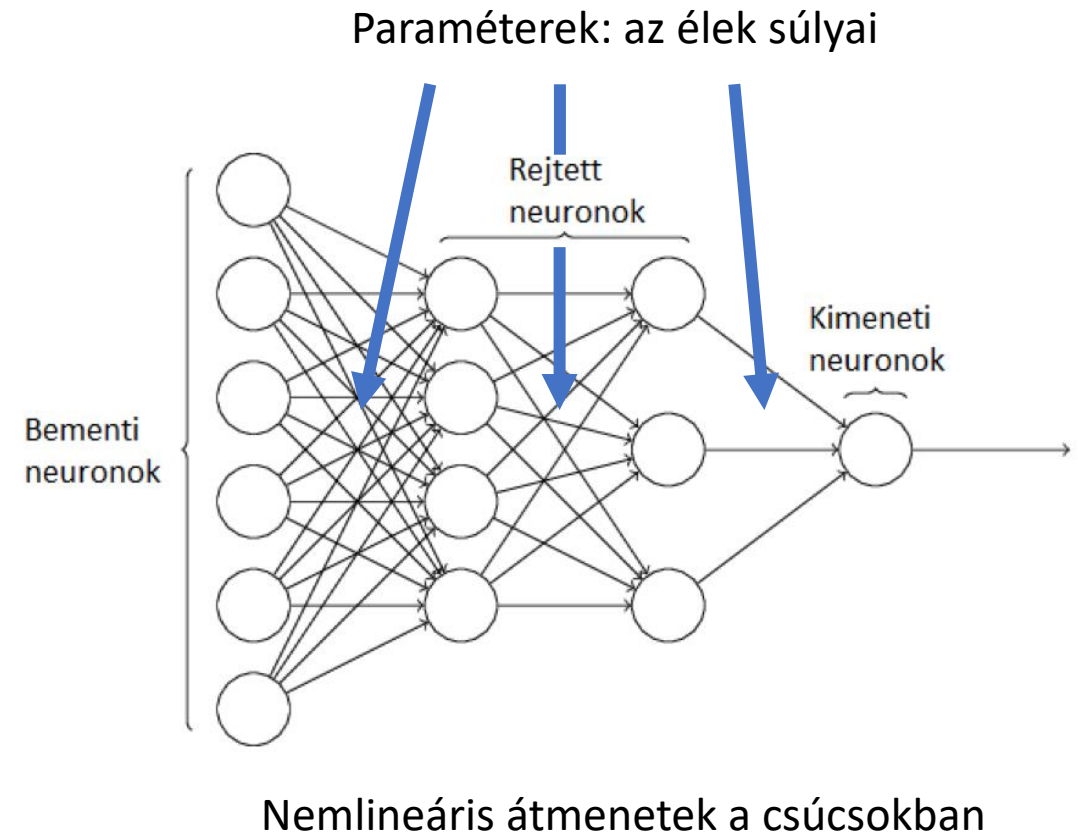 Paraméterek: az élek súlyai
Rejtett
neuronok
Kimeneti
neuronok
Bementi
neuronok
Nemlineáris átmenetek a csúcsokban